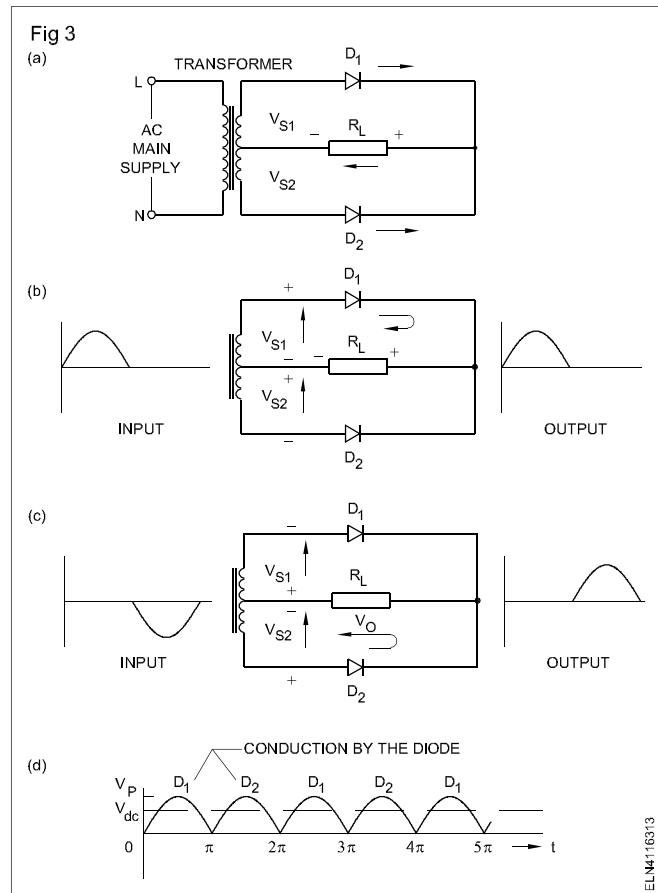 Fig 3
(a)
TRANSFORMER
D1
L
AC
MAIN
SUPPLY
N
VS1
− RL +
VS2
D2
(b)
D1
+
VS1
RL
− − +
+
VS2
−
D2
INPUT
OUTPUT
(c)
D1
−
VS1
RL
+
−
VS2
VO
+
D2
INPUT
OUTPUT
(d)
CONDUCTION BY THE DIODE
VP
D1 D2 D1 D2 D1
Vdc
0 π 2π 3π 4π 5π t
ELN4116313